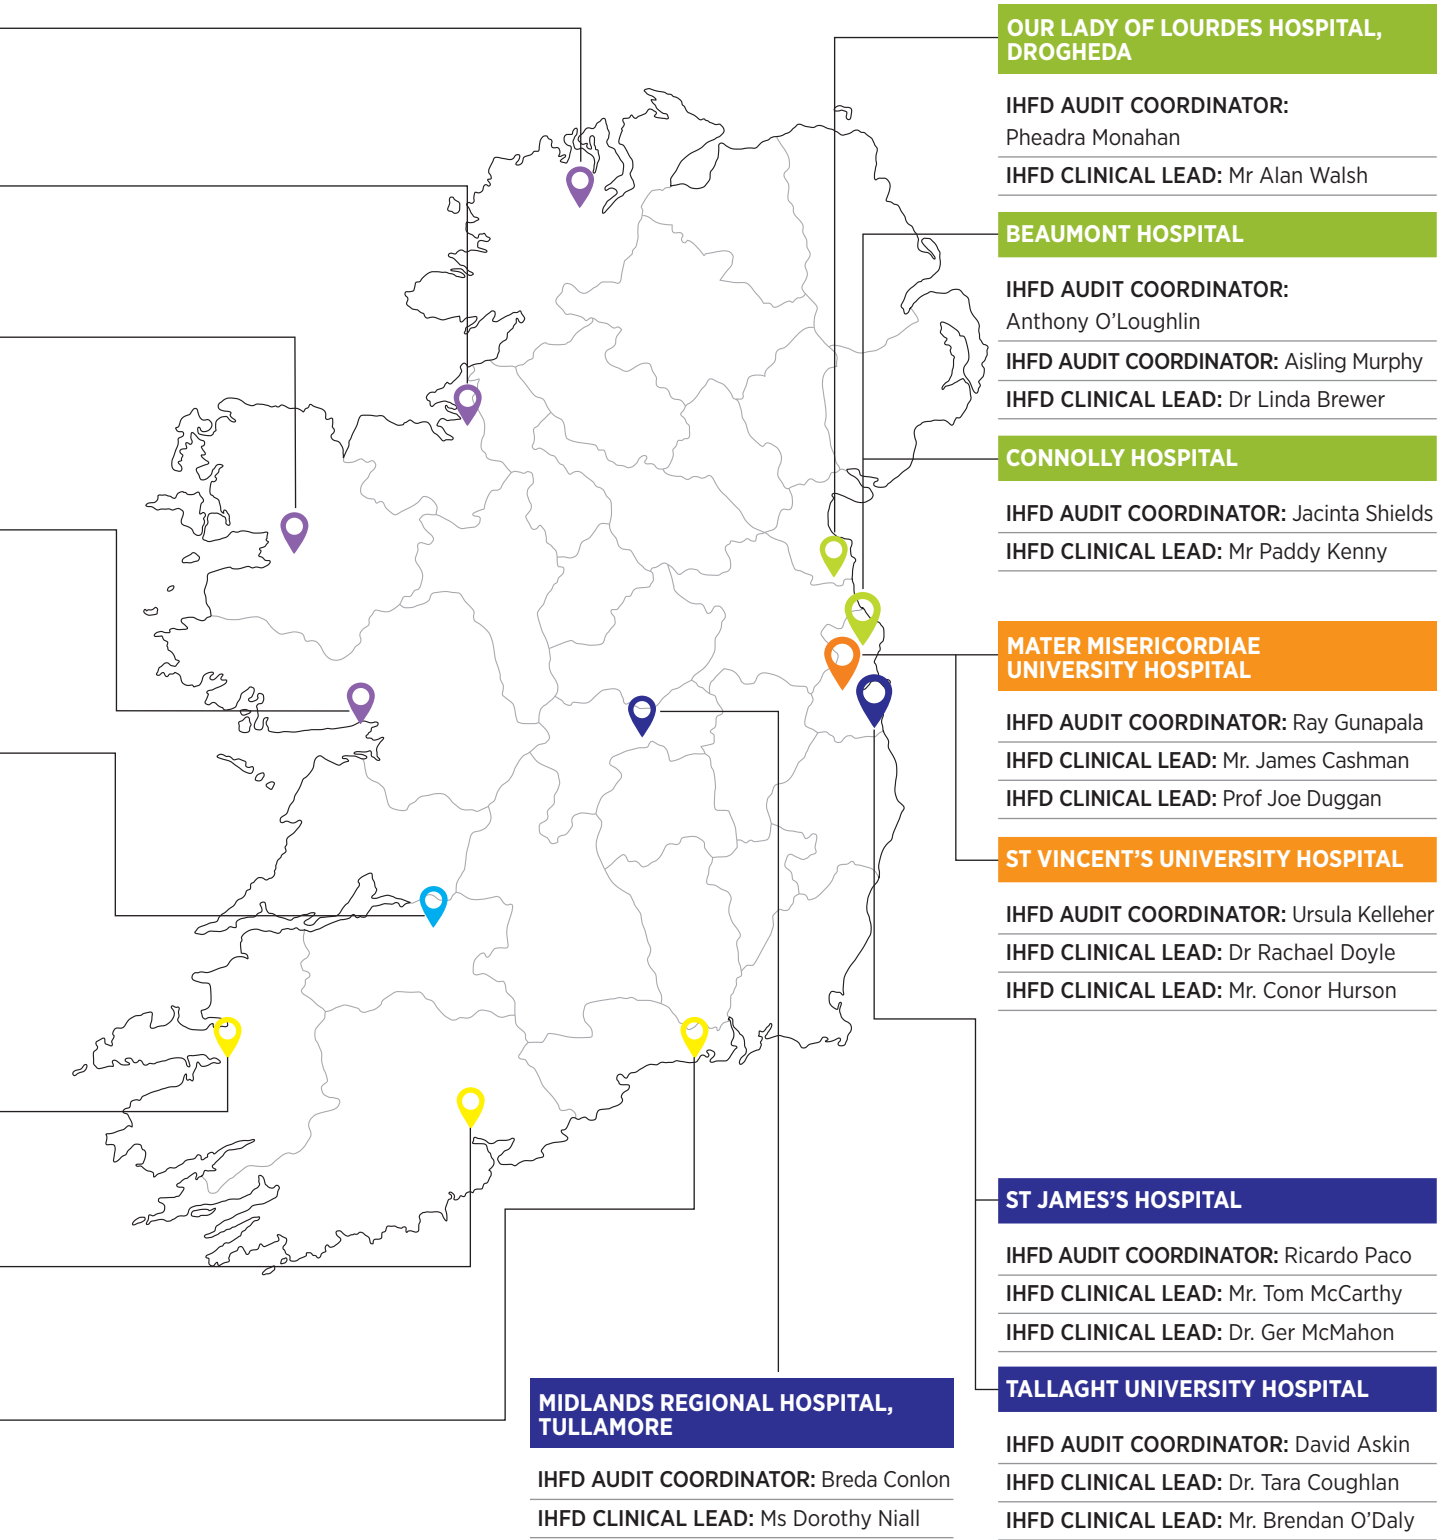 OUR LADY OF LOURDES HOSPITAL,
DROGHEDA
IHFD AUDIT COORDINATOR:
Pheadra Monahan
IHFD CLINICAL LEAD: Mr Alan Walsh
BEAUMONT HOSPITAL
IHFD AUDIT COORDINATOR:
Anthony O’Loughlin
IHFD AUDIT COORDINATOR: Aisling Murphy
IHFD CLINICAL LEAD: Dr Linda Brewer
CONNOLLY HOSPITAL
IHFD AUDIT COORDINATOR: Jacinta Shields
IHFD CLINICAL LEAD: Mr Paddy Kenny
MATER MISERICORDIAE
UNIVERSITY HOSPITAL
IHFD AUDIT COORDINATOR: Ray Gunapala
IHFD CLINICAL LEAD: Mr. James Cashman
IHFD CLINICAL LEAD: Prof Joe Duggan
ST VINCENT’S UNIVERSITY HOSPITAL
IHFD AUDIT COORDINATOR: Ursula Kelleher
IHFD CLINICAL LEAD: Dr Rachael Doyle
IHFD CLINICAL LEAD: Mr. Conor Hurson
ST JAMES’S HOSPITAL
IHFD AUDIT COORDINATOR: Ricardo Paco
IHFD CLINICAL LEAD: Mr. Tom McCarthy
IHFD CLINICAL LEAD: Dr. Ger McMahon
TALLAGHT UNIVERSITY HOSPITAL
IHFD AUDIT COORDINATOR: David Askin
IHFD CLINICAL LEAD: Dr. Tara Coughlan
IHFD CLINICAL LEAD: Mr. Brendan O’Daly
MIDLANDS REGIONAL HOSPITAL,
TULLAMORE
IHFD AUDIT COORDINATOR: Breda Conlon
IHFD CLINICAL LEAD: Ms Dorothy Niall